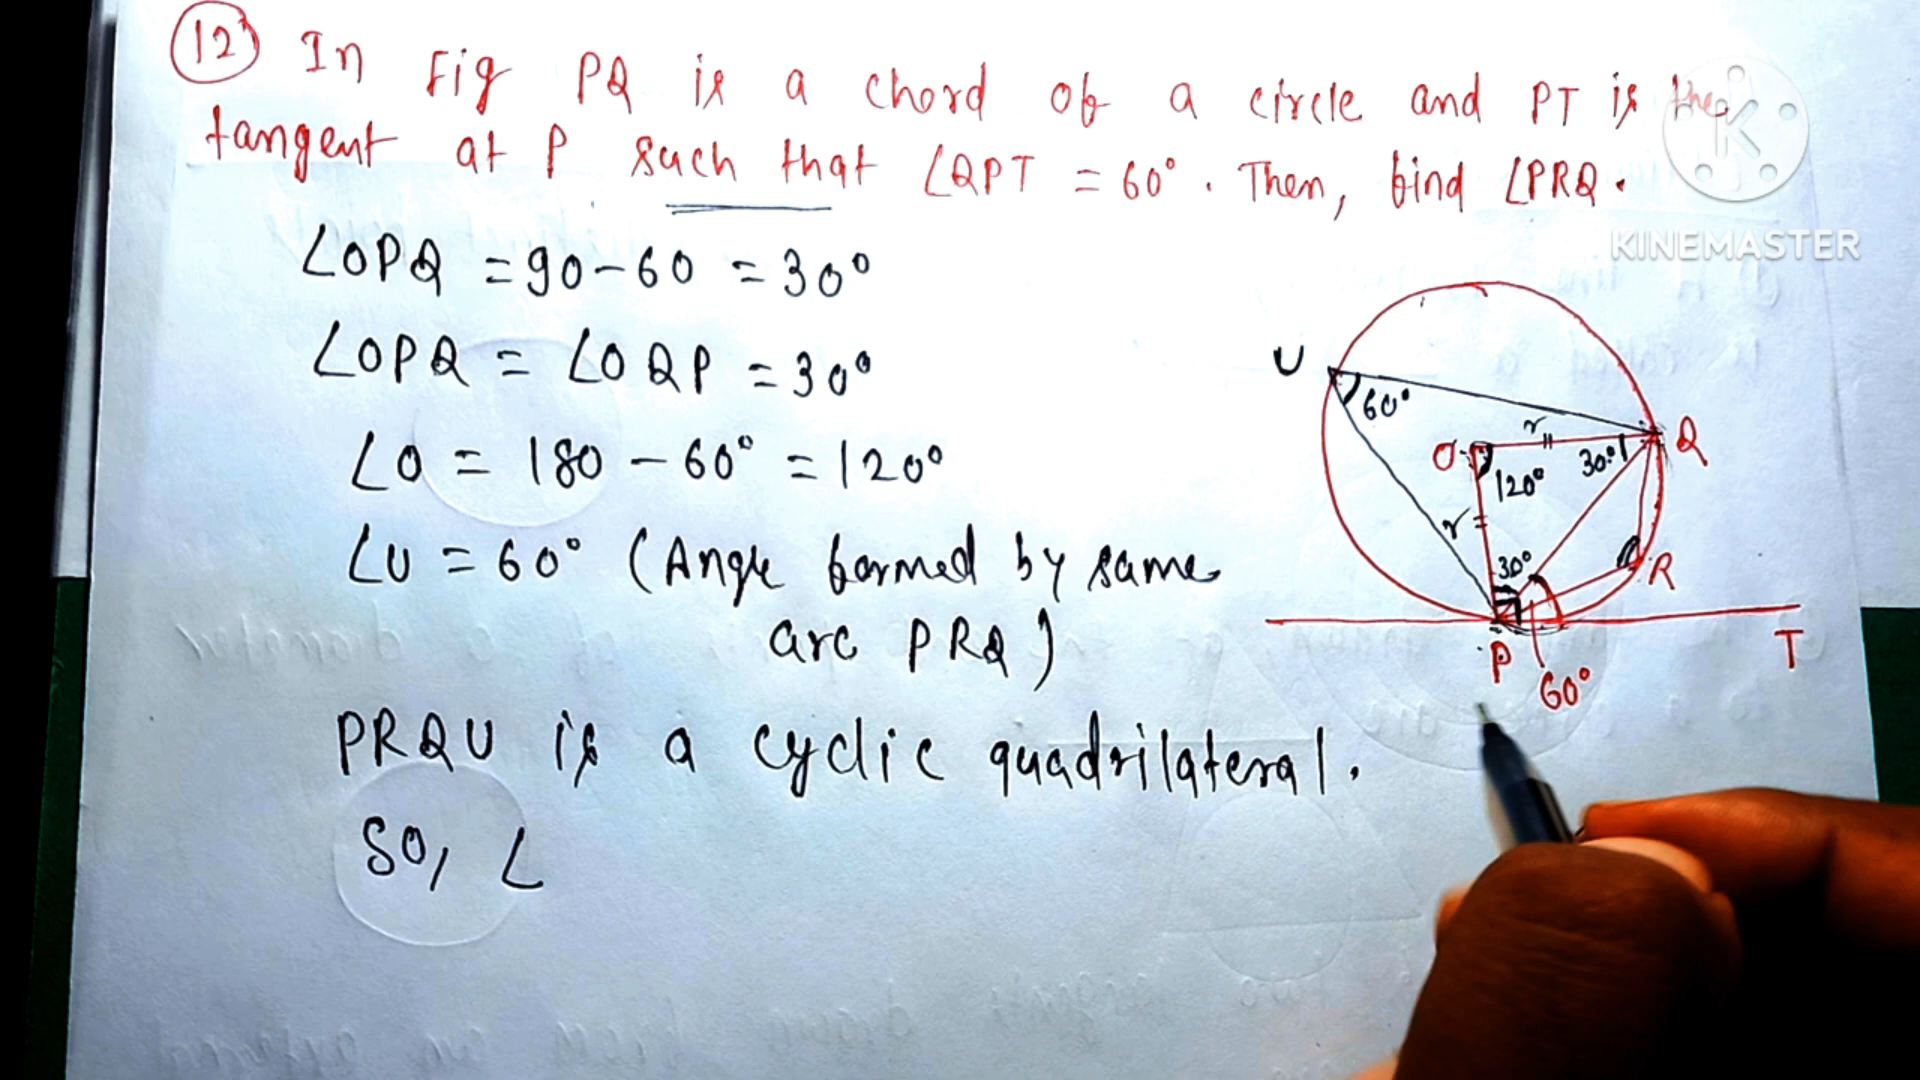 12 In Fig PQ is a chord of a circle and PT is the
tangent at P such that ∠QPT = 60°. Then, find ∠PRQ.
KINEMASTER
∠OPQ = 90-60 = 30°
∠OPQ = ∠OQP = 30°
∠O = 180 - 60° = 120°
∠U = 60° (Angle formed by same
arc PRQ)
PRQU is a cyclic quadrilateral.
SO, ∠
U
60°
r
Q
O
120°
30°
r
30°
R
P
60°
T